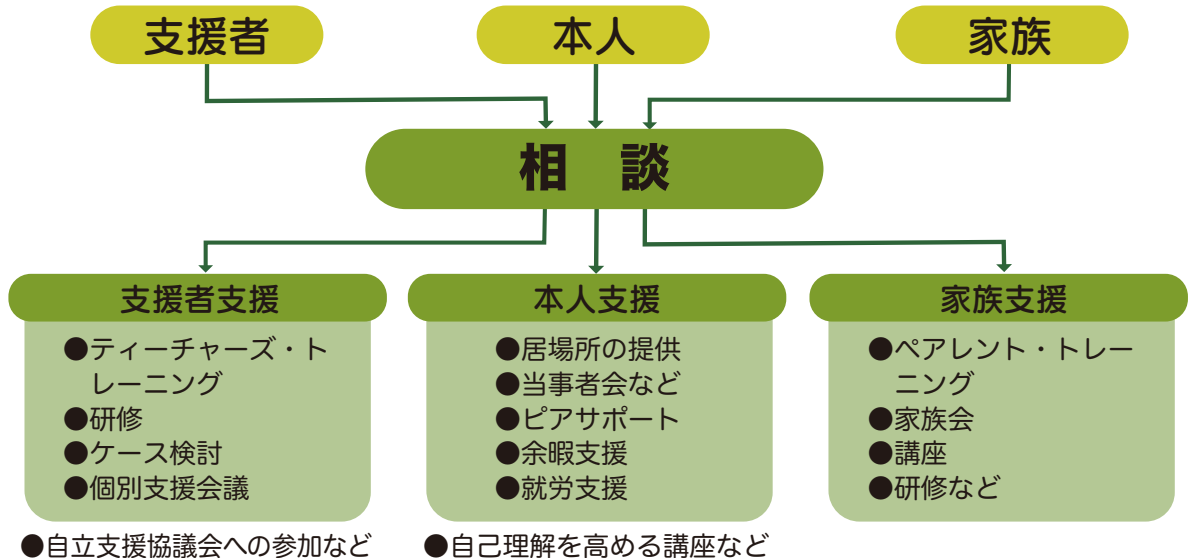 支援者
本人
家族
相　談
支援者支援
●ティーチャーズ・ト
レーニング
●研修
●ケース検討
●個別支援会議
●自立支援協議会への参加など
本人支援
●居場所の提供
●当事者会など
●ピアサポート
●余暇支援
●就労支援
●自己理解を高める講座など
家族支援
●ペアレント・トレー
ニング
●家族会
●講座
●研修など